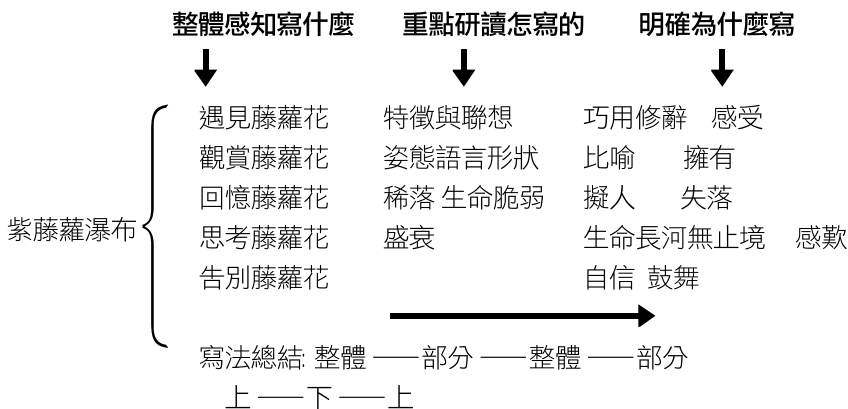 整體感知寫什麼 重點研讀怎寫的 明確為什麼寫
遇見藤蘿花 特徵與聯想 巧用修辭 感受
觀賞藤蘿花 姿態語言形狀 比喻 擁有
回憶藤蘿花 稀落 生命脆弱 擬人 失落
紫藤蘿瀑布
思考藤蘿花 盛衰 生命長河無止境 感歎
告別藤蘿花 自信 鼓舞
寫法總結: 整體 ——部分 ——整體 ——部分
上 ——下 ——上